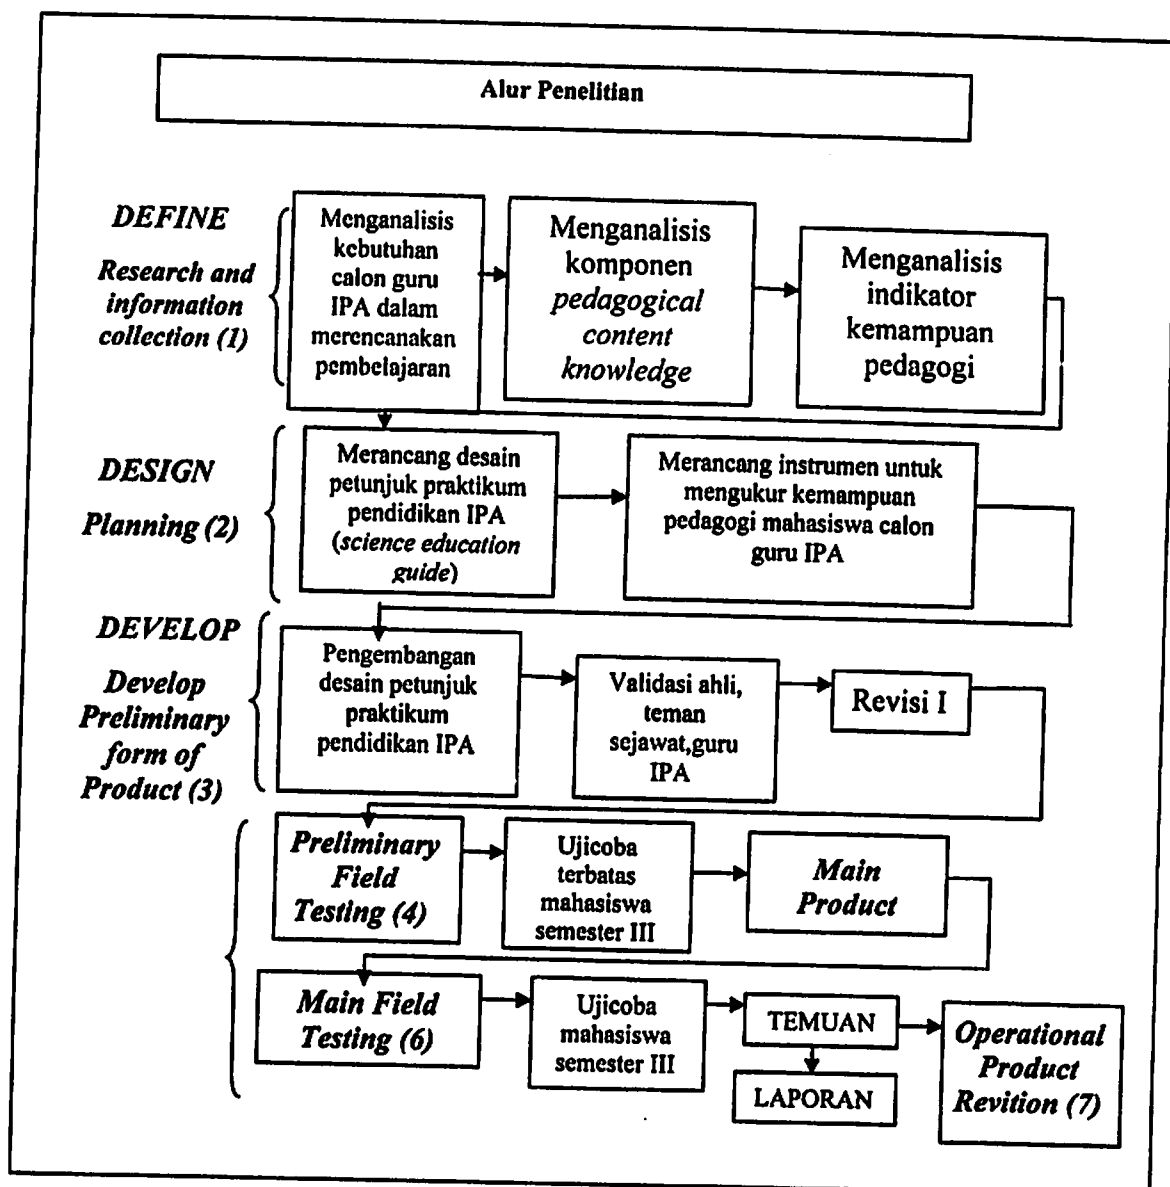 Alur Penelitian
DEFINE
Research and
information
collection (1)
Menganalisis
kebutuhan
calon guru
IPA dalam
merencanakan
pembelajaran
Menganalisis
komponen
pedagogical
content
knowledge
Menganalisis
indikator
kemampuan
pedagogi
DESIGN
Planning (2)
Merancang desain
petunjuk praktikum
pendidikan IPA
(science education
guide)
Merancang instrumen untuk
mengukur kemampuan
pedagogi mahasiswa calon
guru IPA
DEVELOP
Develop
Preliminary
form of
Product (3)
Pengembangan
desain petunjuk
praktikum
pendidikan IPA
Validasi ahli,
teman
sejawat,guru
IPA
Revisi I
Preliminary
Field
Testing (4)
Ujicoba
terbatas
mahasiswa
semester III
Main
Product
Main Field
Testing (6)
Ujicoba
mahasiswa
semester III
TEMUAN
LAPORAN
Operational
Product
Revition (7)